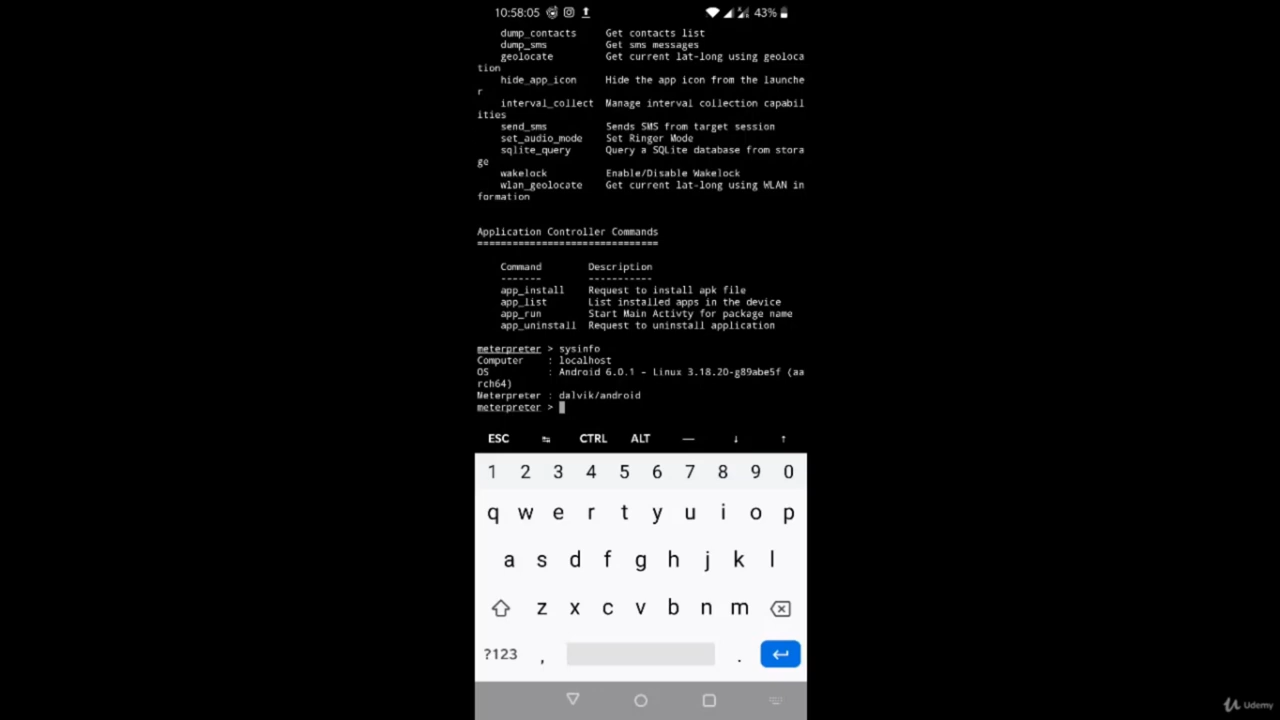 10:58:05 43%
dump_contacts Get contacts list
dump_sms Get sms messages
geolocate Get current lat-long using geoloca
tion
hide_app_icon Hide the app icon from the launche
r
interval_collect Manage interval collection capabil
ities
send_sms Sends SMS from target session
set_audio_mode Set Ringer Mode
sqlite_query Query a SQLite database from stora
ge
wakelock Enable/Disable Wakelock
wlan_geolocate Get current lat-long using WLAN in
formation
Application Controller Commands
===============================
Command Description
------- -----------
app_install Request to install apk file
app_list List installed apps in the device
app_run Start Main Activty for package name
app_uninstall Request to uninstall application
meterpreter > sysinfo
Computer : localhost
OS : Android 6.0.1 - Linux 3.18.20-g89abe5f (aa
rch64)
Meterpreter : dalvik/android
meterpreter >
ESC ⇆ CTRL ALT — ↓ ↑
1 2 3 4 5 6 7 8 9 0
q w e r t y u i o p
a s d f g h j k l
z x c v b n m
?123 , .
Udemy